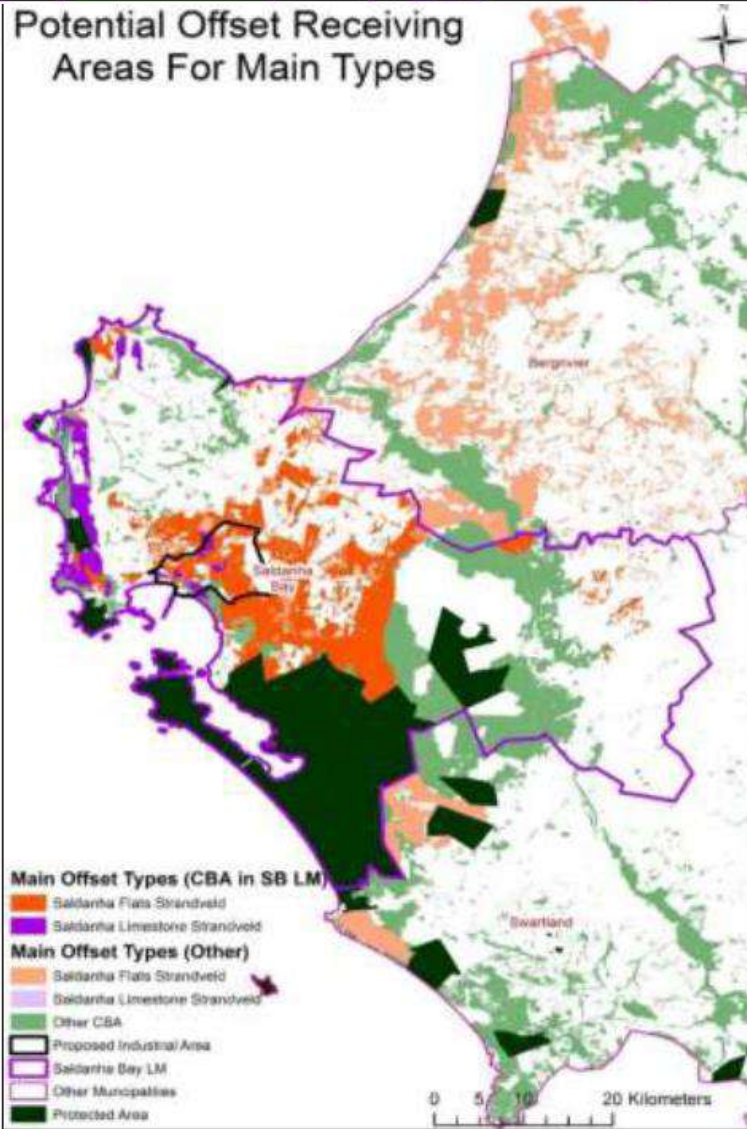 Potential Offset Receiving
Areas For Main Types
N
Bergrivier
Saldanha
Bay
Swartland
Main Offset Types (CBA in SB LM)
Saldanha Flats Strandveld
Saldanha Limestone Strandveld
Main Offset Types (Other)
Saldanha Flats Strandveld
Saldanha Limestone Strandveld
Other CBA
Proposed Industrial Area
Saldanha Bay LM
Other Municipalities
Protected Area
0 5 10 20 Kilometers